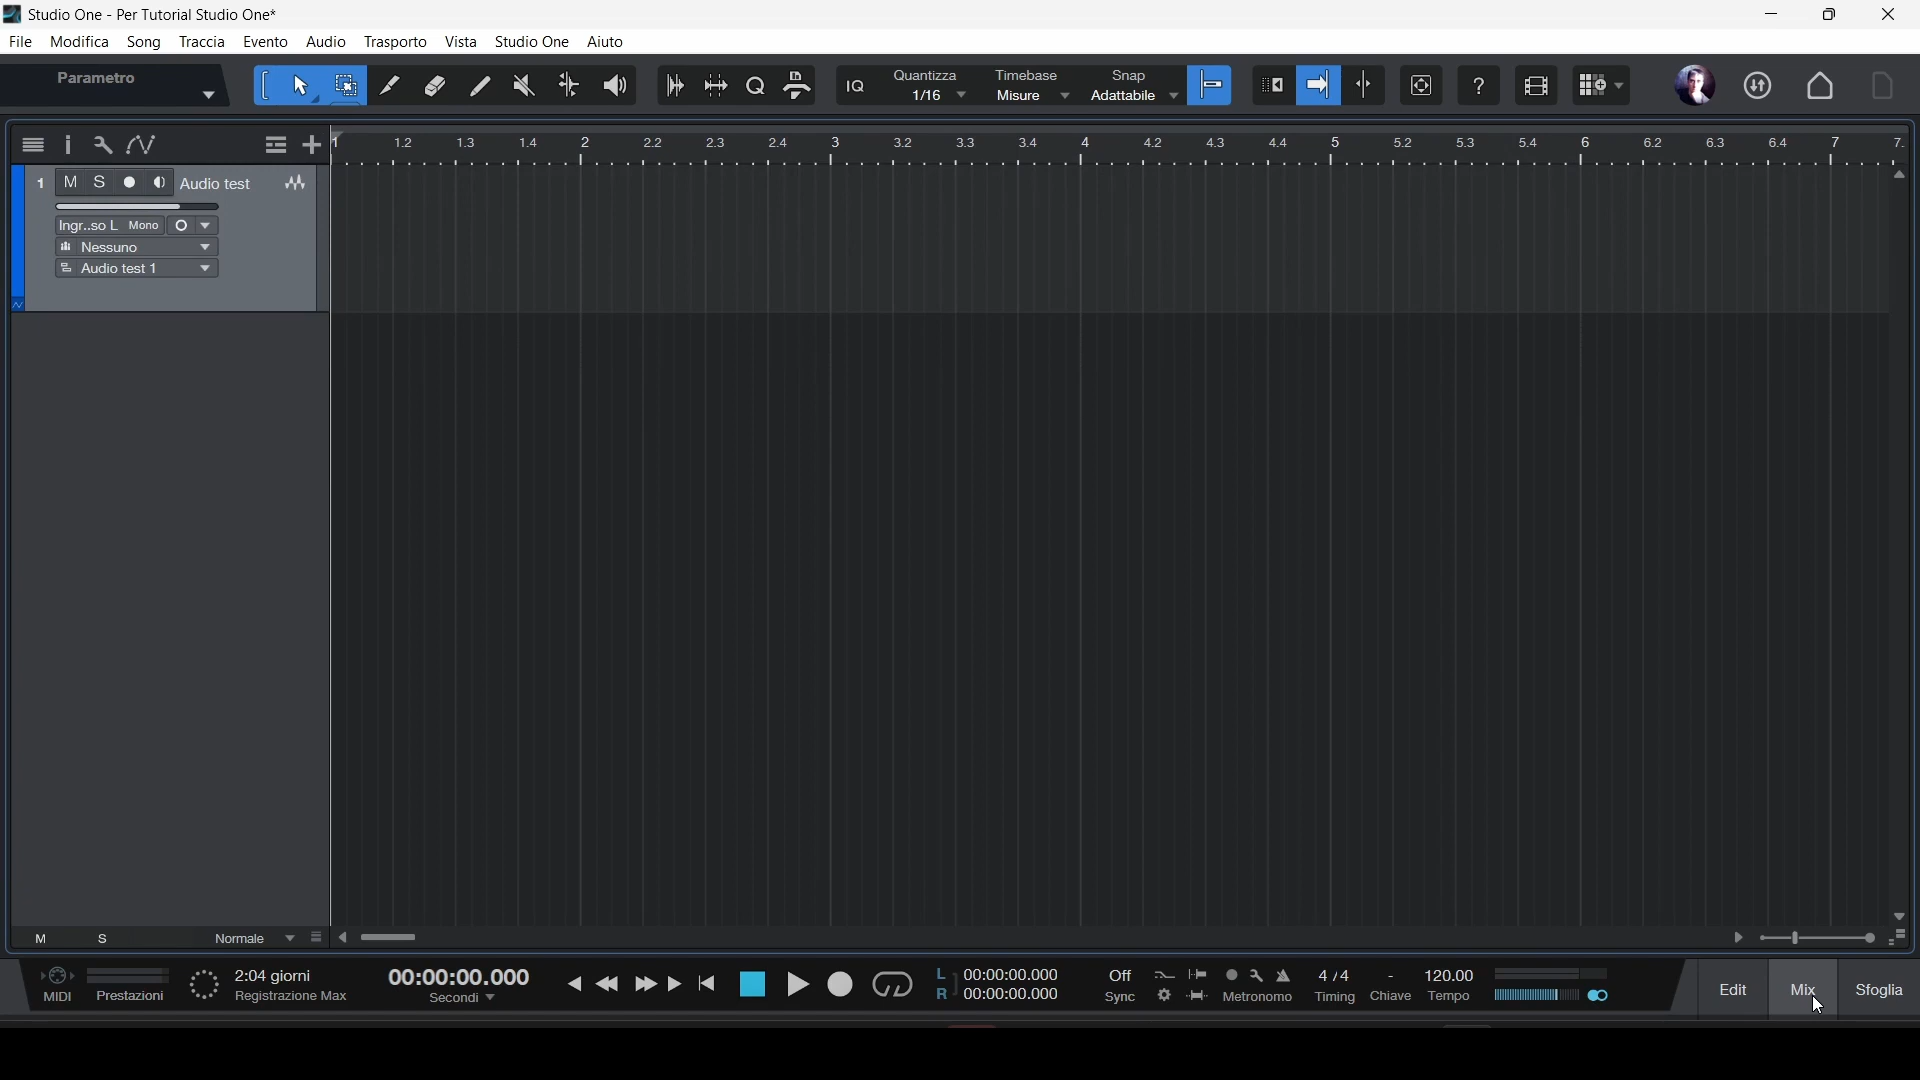 Studio One - Per Tutorial Studio One*
File Modifica Song Traccia Evento Audio Trasporto Vista Studio One Aiuto
Parametro
IQ
Quantizza
1/16
Timebase
Misure
Snap
Adattabile
?
1 1.2 1.3 1.4 2 2.2 2.3 2.4 3 3.2 3.3 3.4 4 4.2 4.3 4.4 5 5.2 5.3 5.4 6 6.2 6.3 6.4 7 7.
1 M S Audio test
Ingr..so L Mono
Nessuno
Audio test 1
M S Normale
MIDI
Prestazioni
2:04 giorni
Registrazione Max
00:00:00.000
Secondi
L 00:00:00.000
R 00:00:00.000
Off
Sync
Metronomo
4 / 4
Timing
-
Chiave
120.00
Tempo
Edit
Mix
Sfoglia